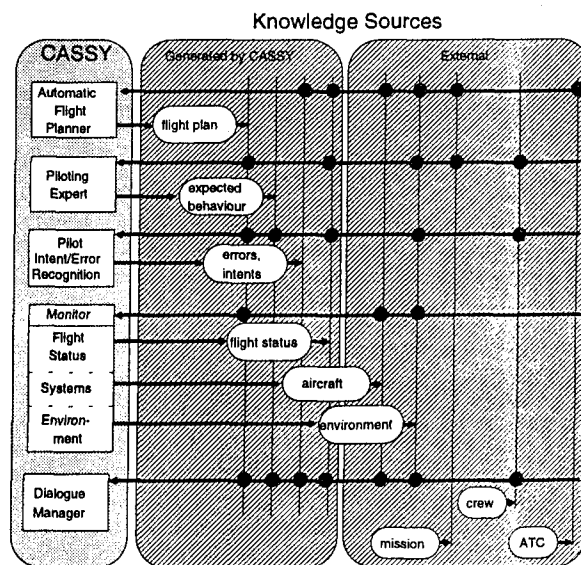 Knowledge Sources
CASSY
Generated by CASSY
External
Automatic
Flight
Planner
flight plan
Piloting
Expert
expected
behaviour
Pilot
Intent/Error
Recognition
errors,
intents
Monitor
Flight
Status
flight status
Systems
aircraft
Environ-
ment
environment
Dialogue
Manager
crew
mission
ATC